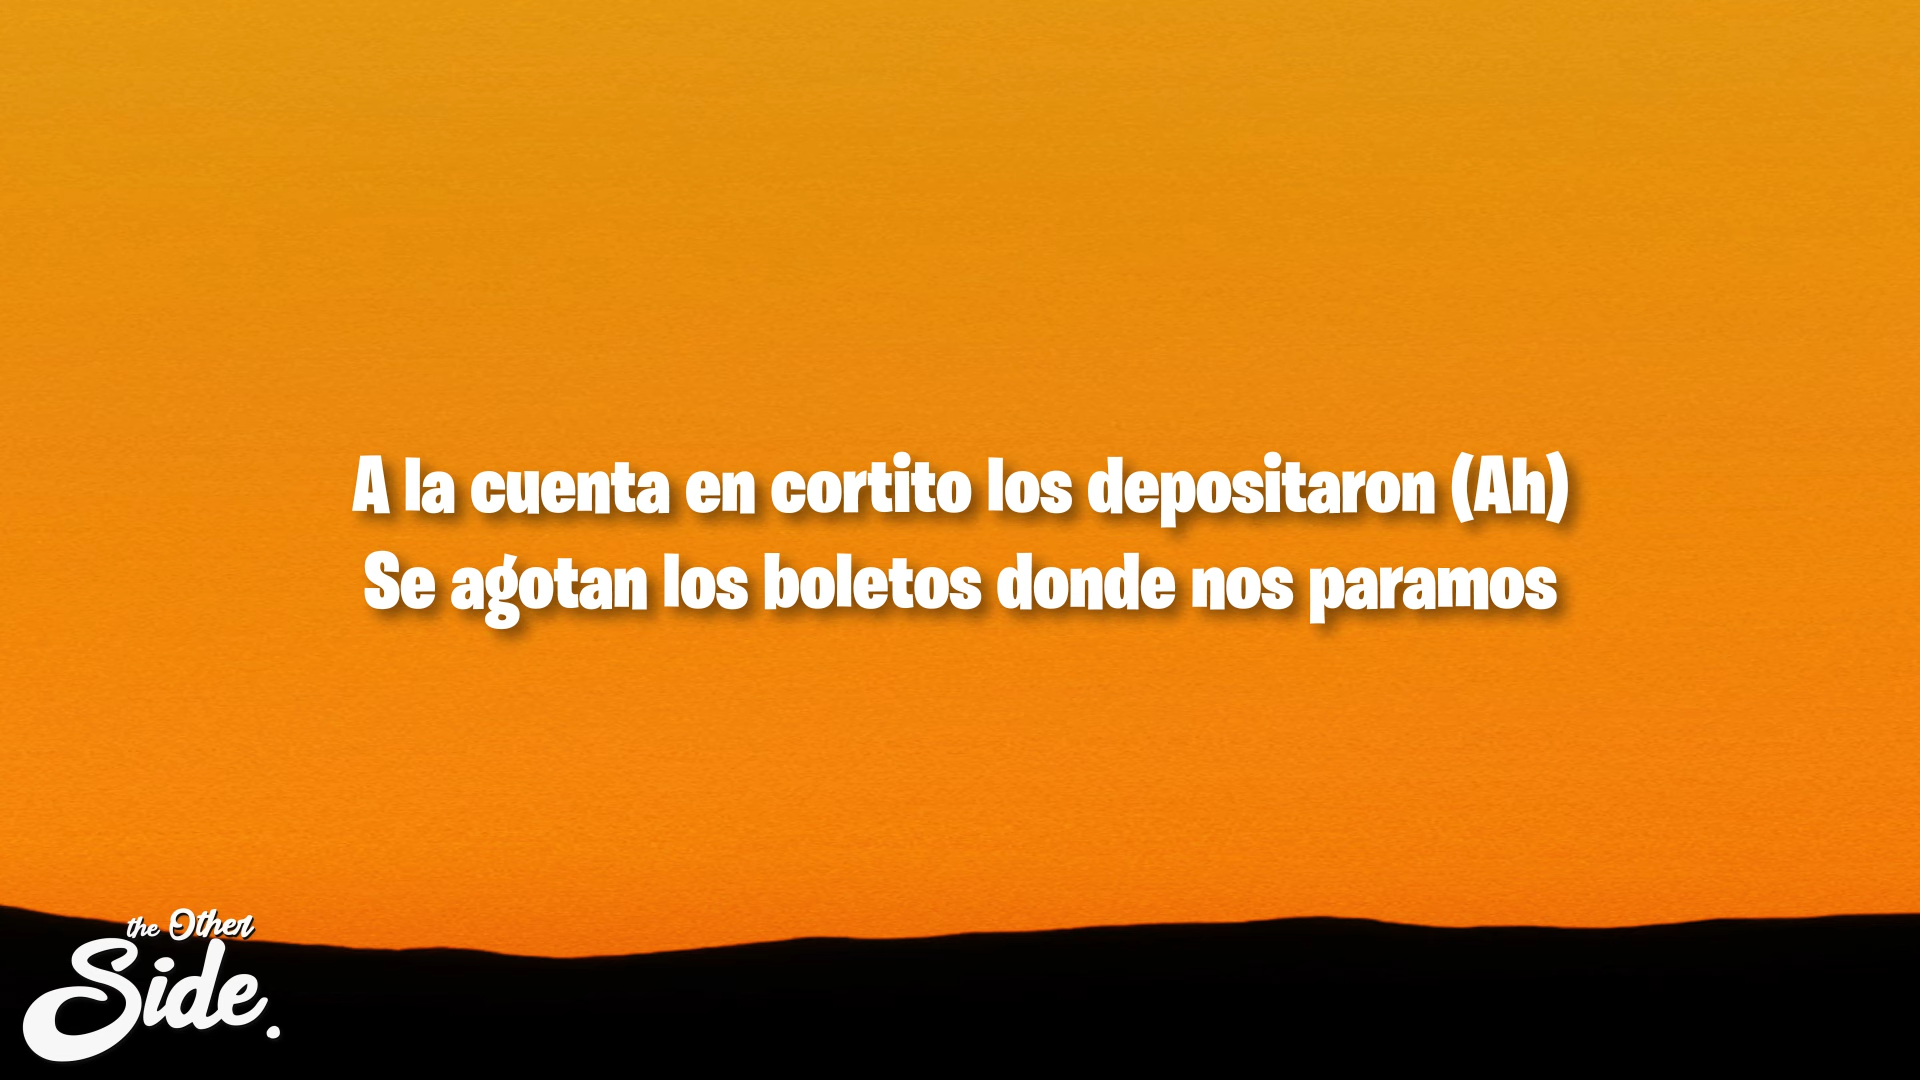 A la cuenta en cortito los depositaron (Ah)
Se agotan los boletos donde nos paramos
the Other
Side.